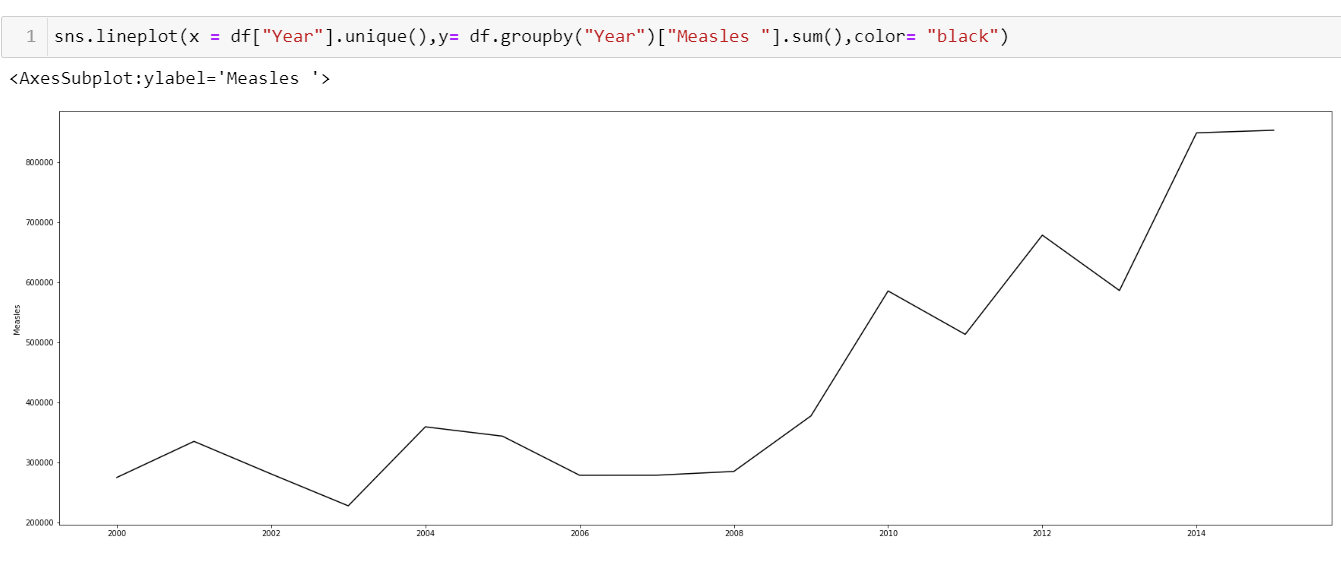 1 sns.lineplot(x = df["Year"].unique(),y= df.groupby("Year")["Measles "].sum(),color= "black")
<AxesSubplot:ylabel='Measles '>
800000
700000
600000
500000
400000
300000
200000
Measles
2000 2002 2004 2006 2008 2010 2012 2014